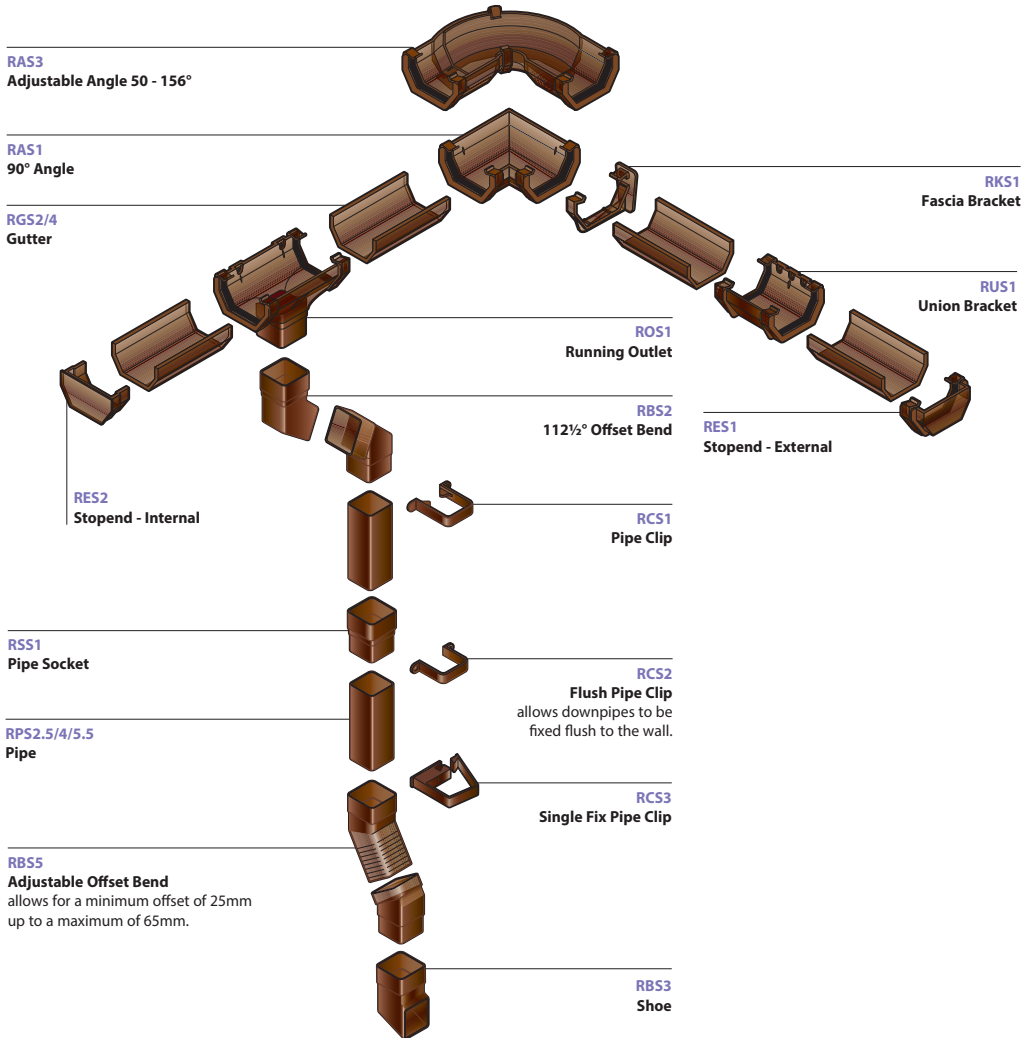 RAS3
Adjustable Angle 50 - 156°
RAS1
90° Angle
RKS1
Fascia Bracket
RGS2/4
Gutter
RUS1
Union Bracket
ROS1
Running Outlet
RBS2
112½° Offset Bend
RES1
Stopend - External
RES2
Stopend - Internal
RCS1
Pipe Clip
RSS1
Pipe Socket
RCS2
Flush Pipe Clip
allows downpipes to be
fixed flush to the wall.
RPS2.5/4/5.5
Pipe
RCS3
Single Fix Pipe Clip
RBS5
Adjustable Offset Bend
allows for a minimum offset of 25mm
up to a maximum of 65mm.
RBS3
Shoe